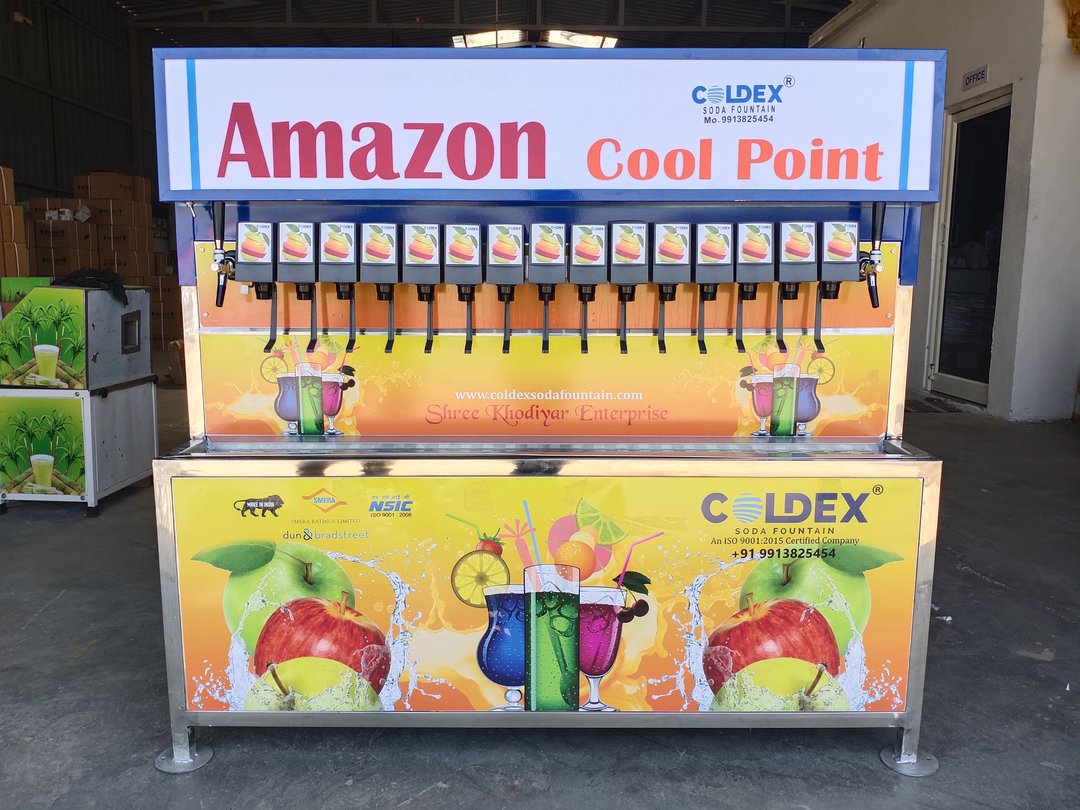 OFFICE
COLDEX®
SODA FOUNTAIN
Mo. 9913825454
Amazon Cool Point
www.coldexsodafountain.com
Shree Khodiyar Enterprise
MAKE IN INDIA
SMERA
SMERA RATINGS LIMITED
dun&bradstreet
NSIC
ISO 9001 : 2008
COLDEX®
SODA FOUNTAIN
An ISO 9001:2015 Certified Company
+91 9913825454